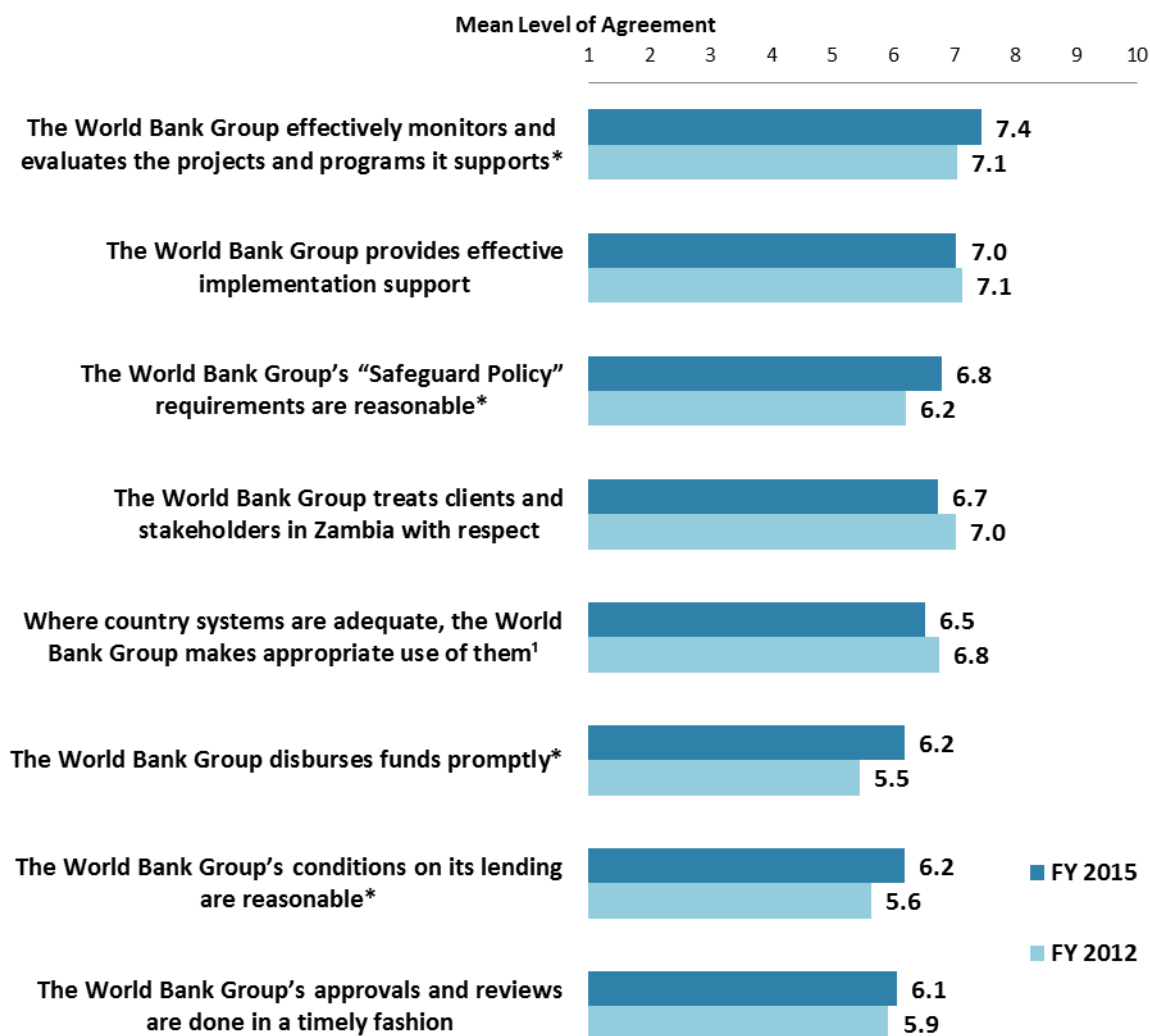 Mean Level of Agreement
1 2 3 4 5 6 7 8 9 10
The World Bank Group effectively monitors and
evaluates the projects and programs it supports*
7.4
7.1
The World Bank Group provides effective
implementation support
7.0
7.1
The World Bank Group’s “Safeguard Policy”
requirements are reasonable*
6.8
6.2
The World Bank Group treats clients and
stakeholders in Zambia with respect
6.7
7.0
Where country systems are adequate, the World
Bank Group makes appropriate use of them¹
6.5
6.8
The World Bank Group disburses funds promptly*
6.2
5.5
The World Bank Group’s conditions on its lending
are reasonable*
6.2
5.6
FY 2015
FY 2012
The World Bank Group’s approvals and reviews
are done in a timely fashion
6.1
5.9